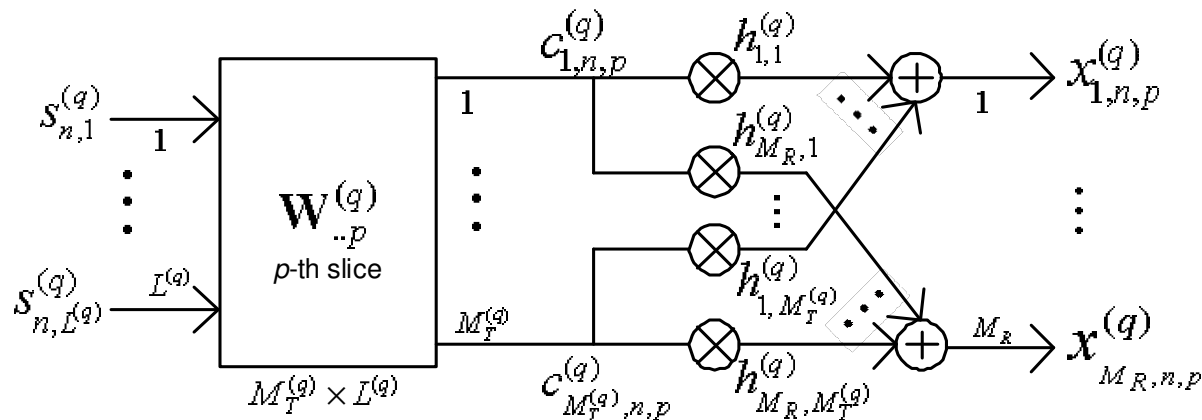 s_{n,1}^{(q)}
1
s_{n,L^{(q)}}^{(q)}
L^{(q)}
W_{..p}^{(q)}
p-th slice
M_T^{(q)} × L^{(q)}
1
M_T^{(q)}
c_{1,n,p}^{(q)}
c_{M_T^{(q)},n,p}^{(q)}
h_{1,1}^{(q)}
h_{M_R,1}^{(q)}
h_{1,M_T^{(q)}}^{(q)}
h_{M_R,M_T^{(q)}}^{(q)}
1
M_R
x_{1,n,p}^{(q)}
x_{M_R,n,p}^{(q)}